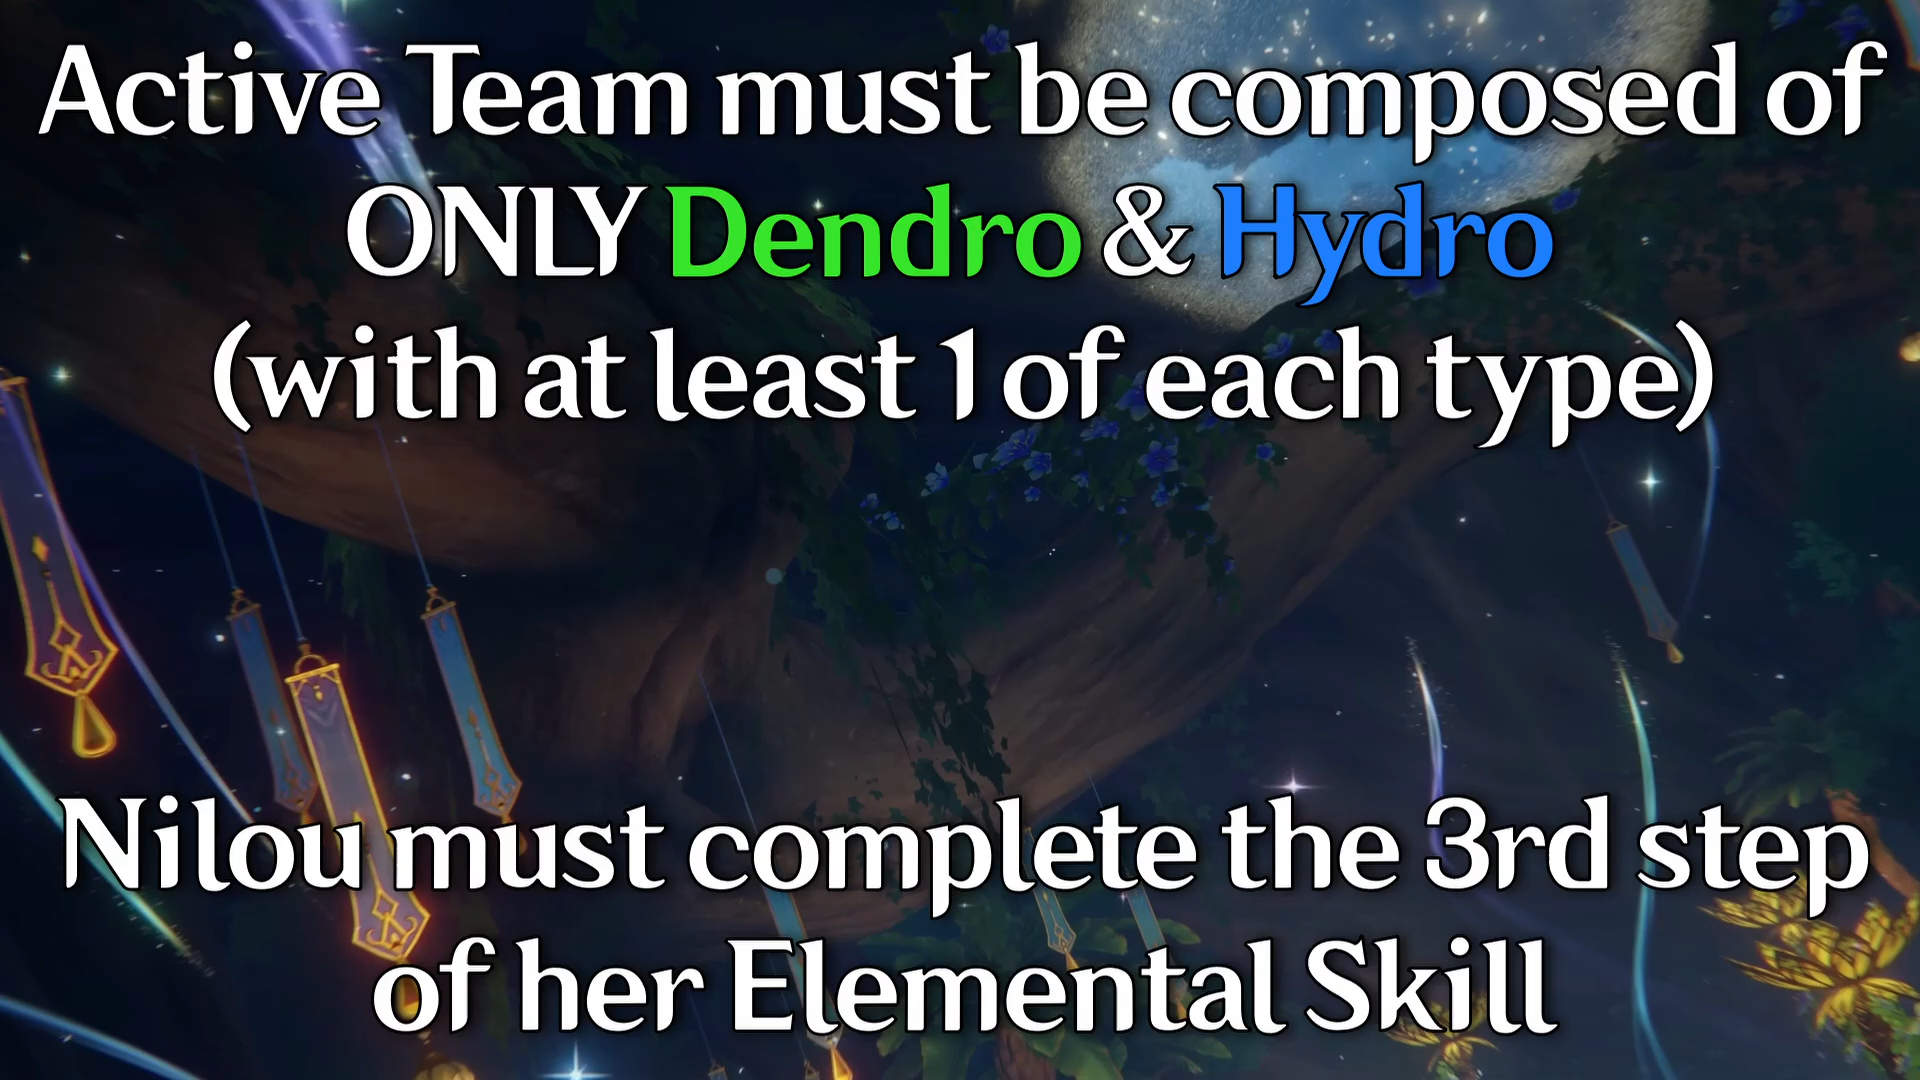 Active Team must be composed of
ONLY Dendro & Hydro
(with at least 1 of each type)
Nilou must complete the 3rd step
of her Elemental Skill